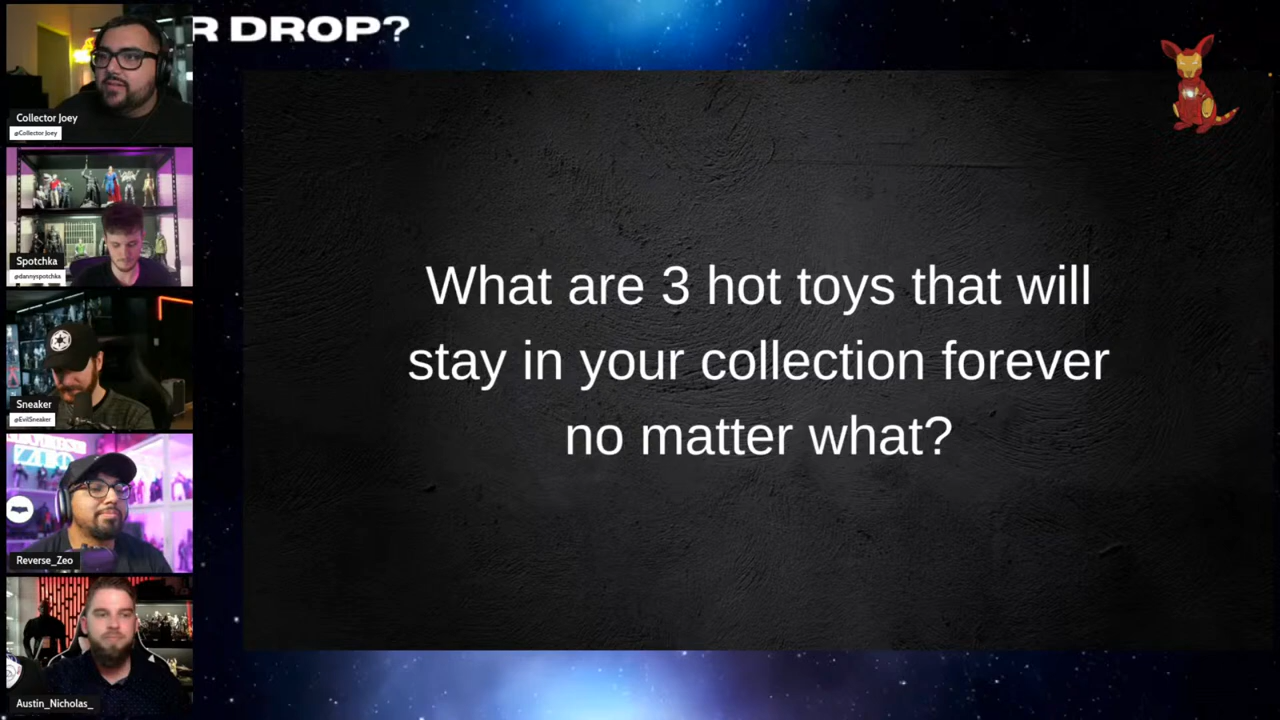 R DROP?
Collector Joey
@Collector Joey
Spotchka
@dannyspotchka
Sneaker
@EvilSneaker
Reverse_Zeo
Austin_Nicholas_
What are 3 hot toys that will
stay in your collection forever
no matter what?